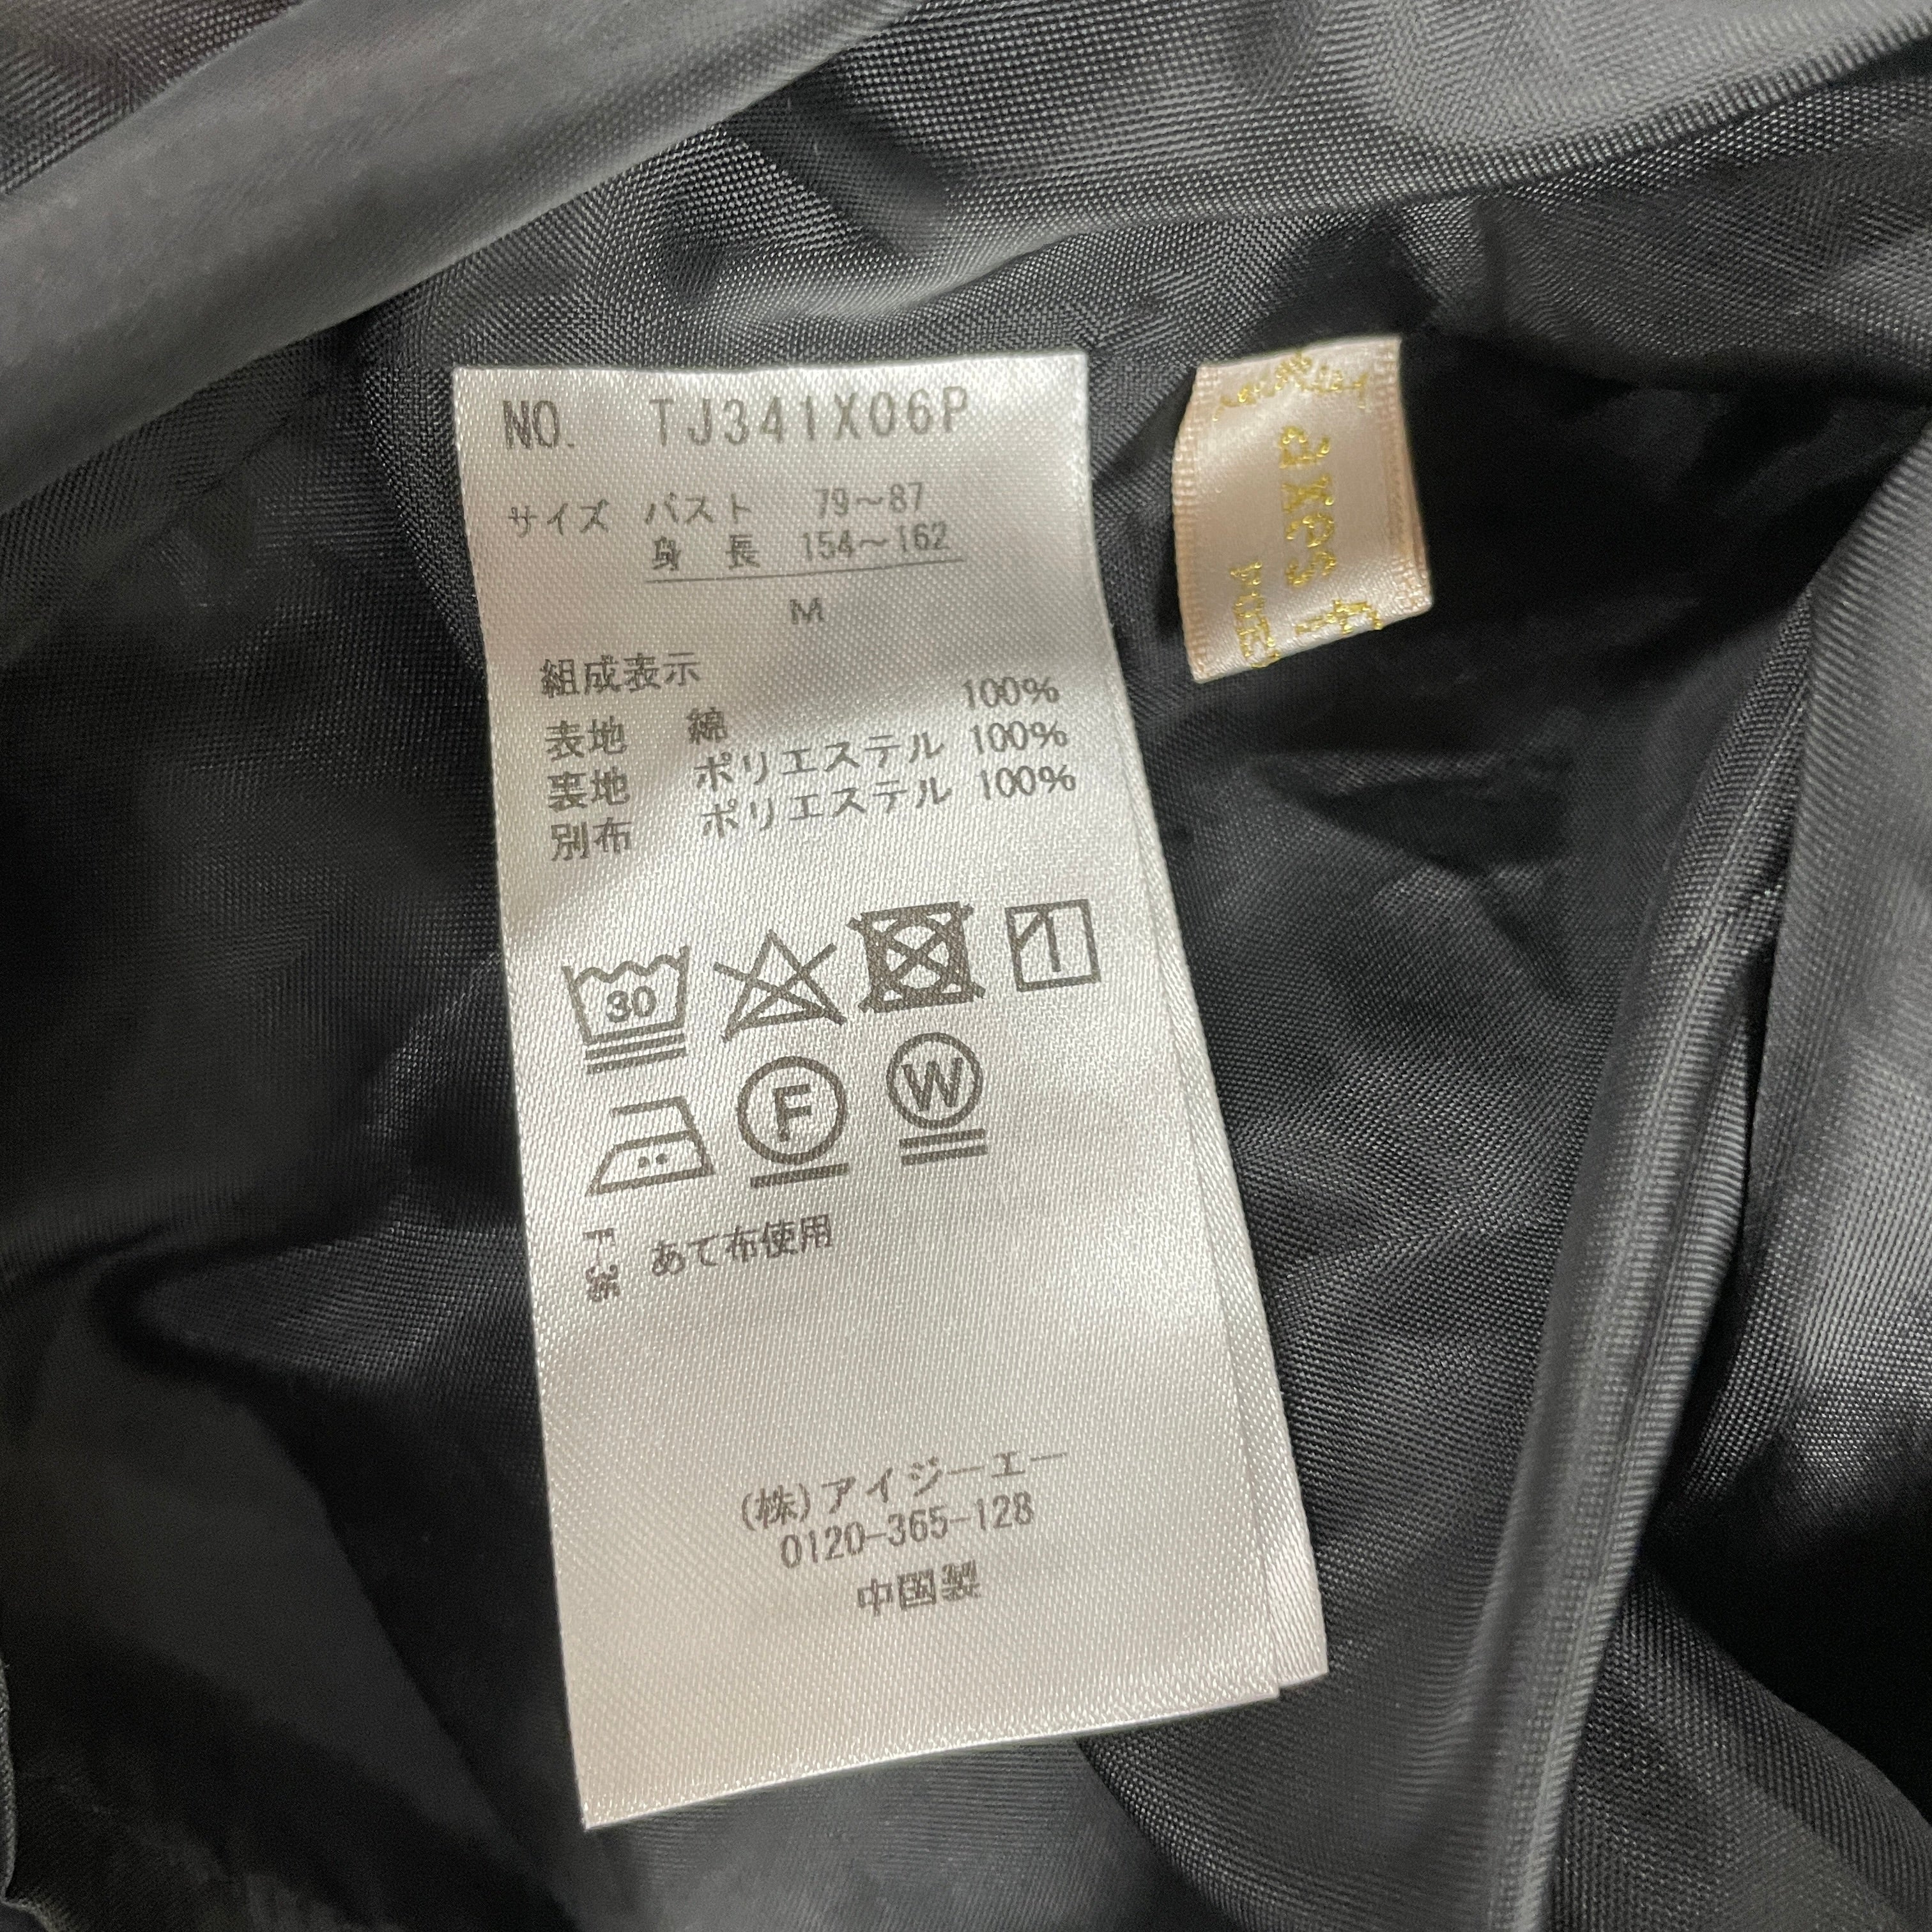 NO. TJ341X06P
サイズ バスト 79～87
身 長 154～162
M
組成表示
表地 綿 100%
裏地 ポリエステル 100%
別布 ポリエステル 100%
30
F
W
あて布使用
(株)アイジーエー
0120-365-128
中国製
axes